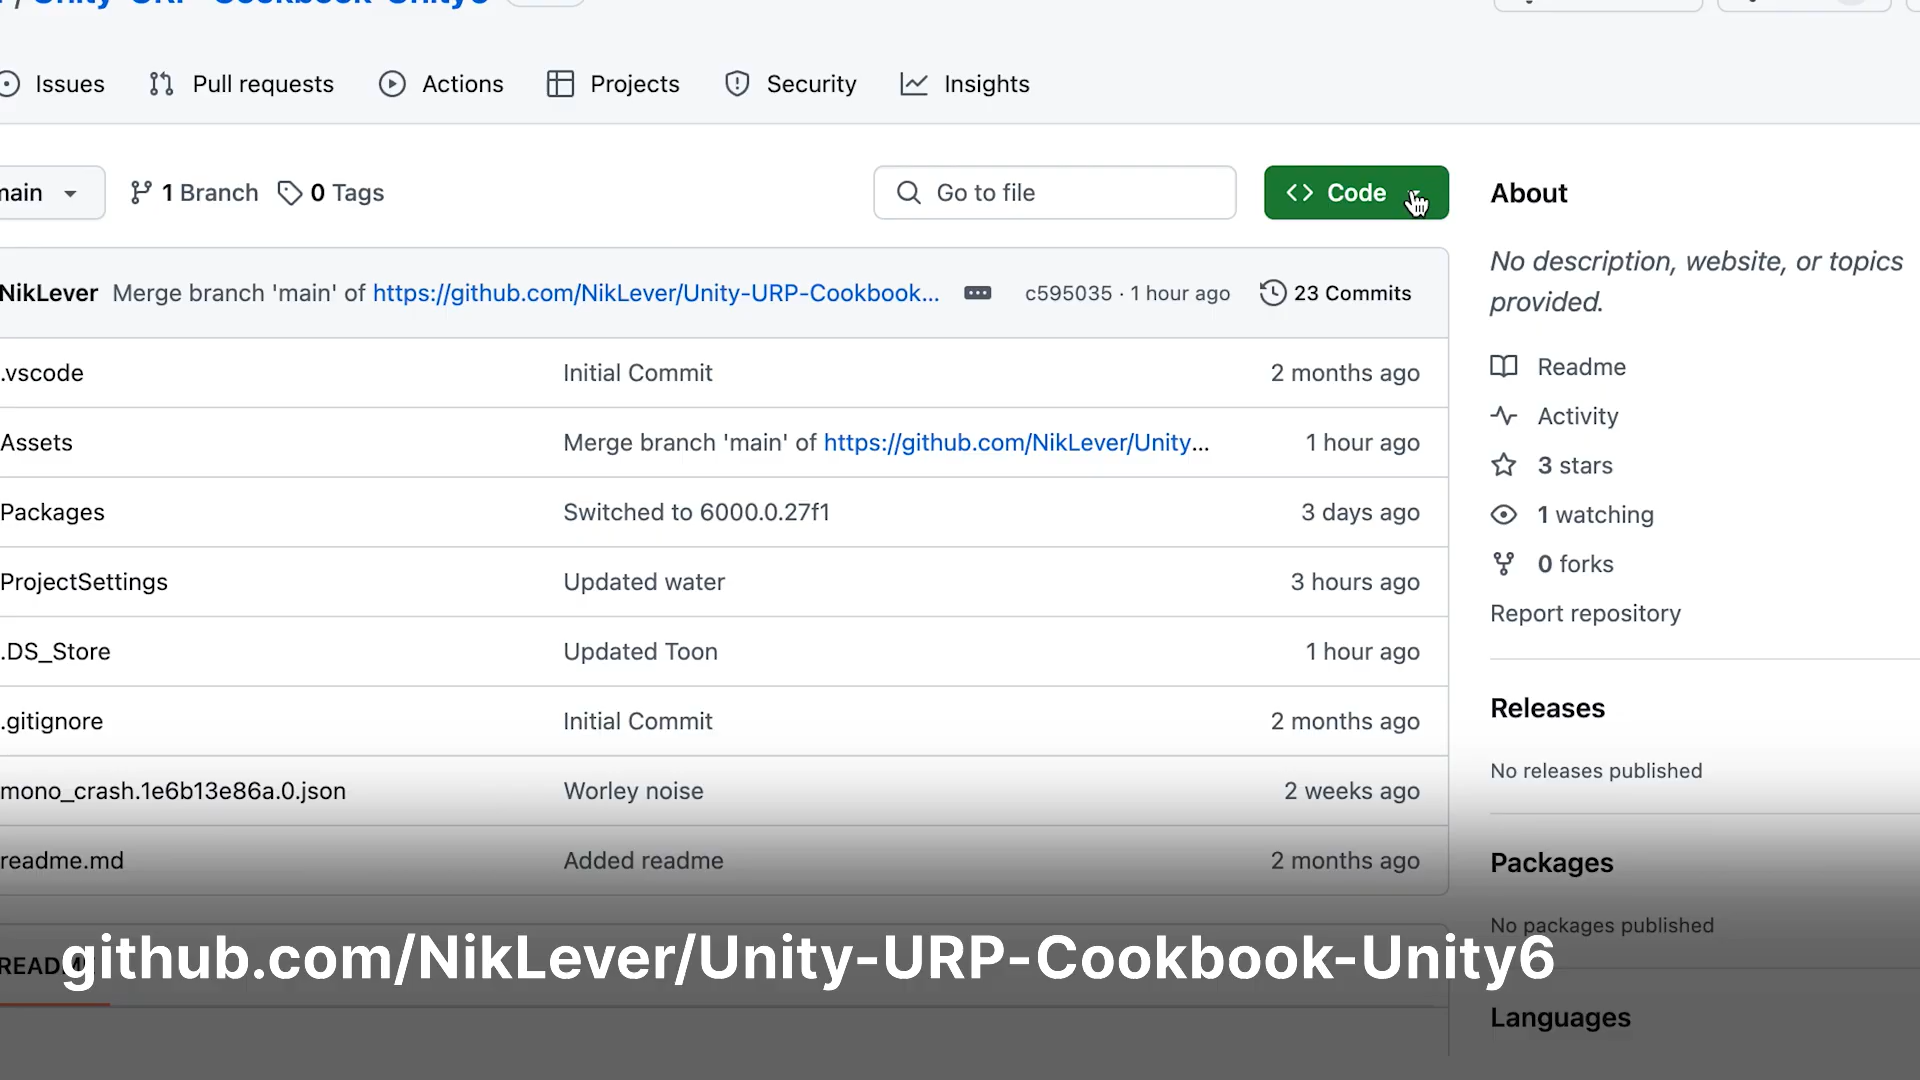 / Unity-URP-Cookbook-Unity6
Issues Pull requests Actions Projects Security Insights
main 1 Branch 0 Tags Go to file Code
NikLever Merge branch 'main' of https://github.com/NikLever/Unity-URP-Cookbook... c595035 · 1 hour ago 23 Commits
.vscode Initial Commit 2 months ago
Assets Merge branch 'main' of https://github.com/NikLever/Unity... 1 hour ago
Packages Switched to 6000.0.27f1 3 days ago
ProjectSettings Updated water 3 hours ago
.DS_Store Updated Toon 1 hour ago
.gitignore Initial Commit 2 months ago
mono_crash.1e6b13e86a.0.json Worley noise 2 weeks ago
readme.md Added readme 2 months ago
README
About
No description, website, or topics
provided.
Readme
Activity
3 stars
1 watching
0 forks
Report repository
Releases
No releases published
Packages
No packages published
Languages
github.com/NikLever/Unity-URP-Cookbook-Unity6